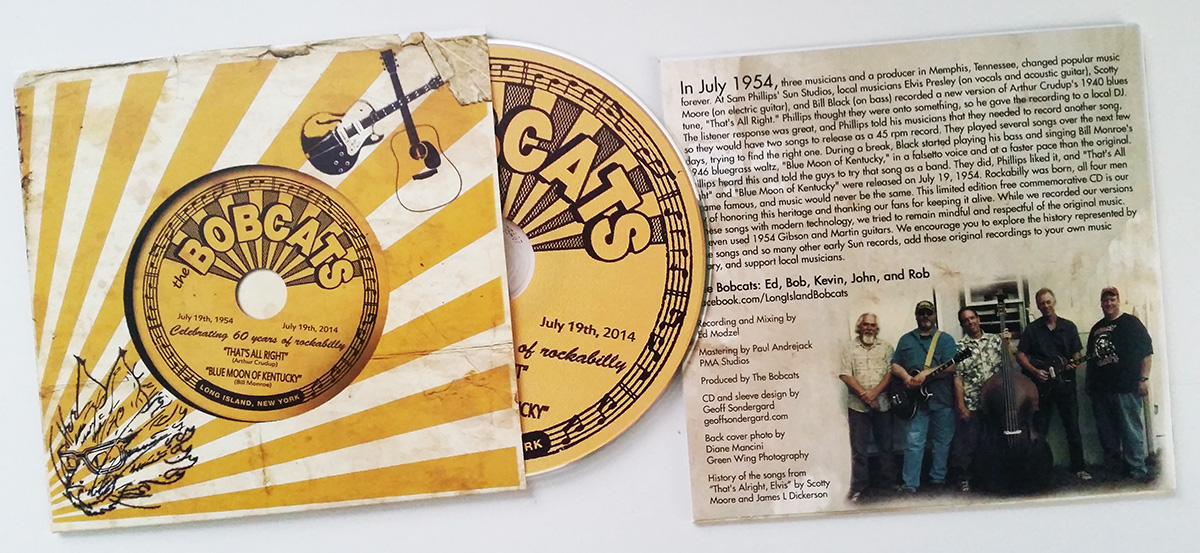 the
BOBCATS
July 19th, 1954 July 19th, 2014
Celebrating 60 years of rockabilly
"THAT'S ALL RIGHT"
(Arthur Crudup)
"BLUE MOON OF KENTUCKY"
(Bill Monroe)
LONG ISLAND, NEW YORK
CATS
July 19th, 2014
of rockabilly
T"
CKY"
RK
In July 1954, three musicians and a producer in Memphis, Tennessee, changed popular music
forever. At Sam Phillips' Sun Studios, local musicians Elvis Presley (on vocals and acoustic guitar), Scotty
Moore (on electric guitar), and Bill Black (on bass) recorded a new version of Arthur Crudup's 1940 blues
tune, "That's All Right." Phillips thought they were onto something, so he gave the recording to a local DJ.
The listener response was great, and Phillips told his musicians that they needed to record another song,
so they would have two songs to release as a 45 rpm record. They played several songs over the next few
days, trying to find the right one. During a break, Black started playing his bass and singing Bill Monroe's
946 bluegrass waltz, "Blue Moon of Kentucky," in a falsetto voice and at a faster pace than the original.
llips heard this and told the guys to try that song as a band. They did, Phillips liked it, and "That's All
ht" and "Blue Moon of Kentucky" were released on July 19, 1954. Rockabilly was born, all four men
ame famous, and music would never be the same. This limited edition free commemorative CD is our
of honoring this heritage and thanking our fans for keeping it alive. While we recorded our versions
hese songs with modern technology, we tried to remain mindful and respectful of the original music.
even used 1954 Gibson and Martin guitars. We encourage you to explore the history represented by
e songs and so many other early Sun records, add those original recordings to your own music
ry, and support local musicians.
e Bobcats: Ed, Bob, Kevin, John, and Rob
acebook.com/LongIslandBobcats
Recording and Mixing by
Ed Modzel
Mastering by Paul Andrejack
PMA Studios
Produced by The Bobcats
CD and sleeve design by
Geoff Sondergard
geoffsondergard.com
Back cover photo by
Diane Mancini
Green Wing Photography
History of the songs from
"That's Alright, Elvis" by Scotty
Moore and James L Dickerson